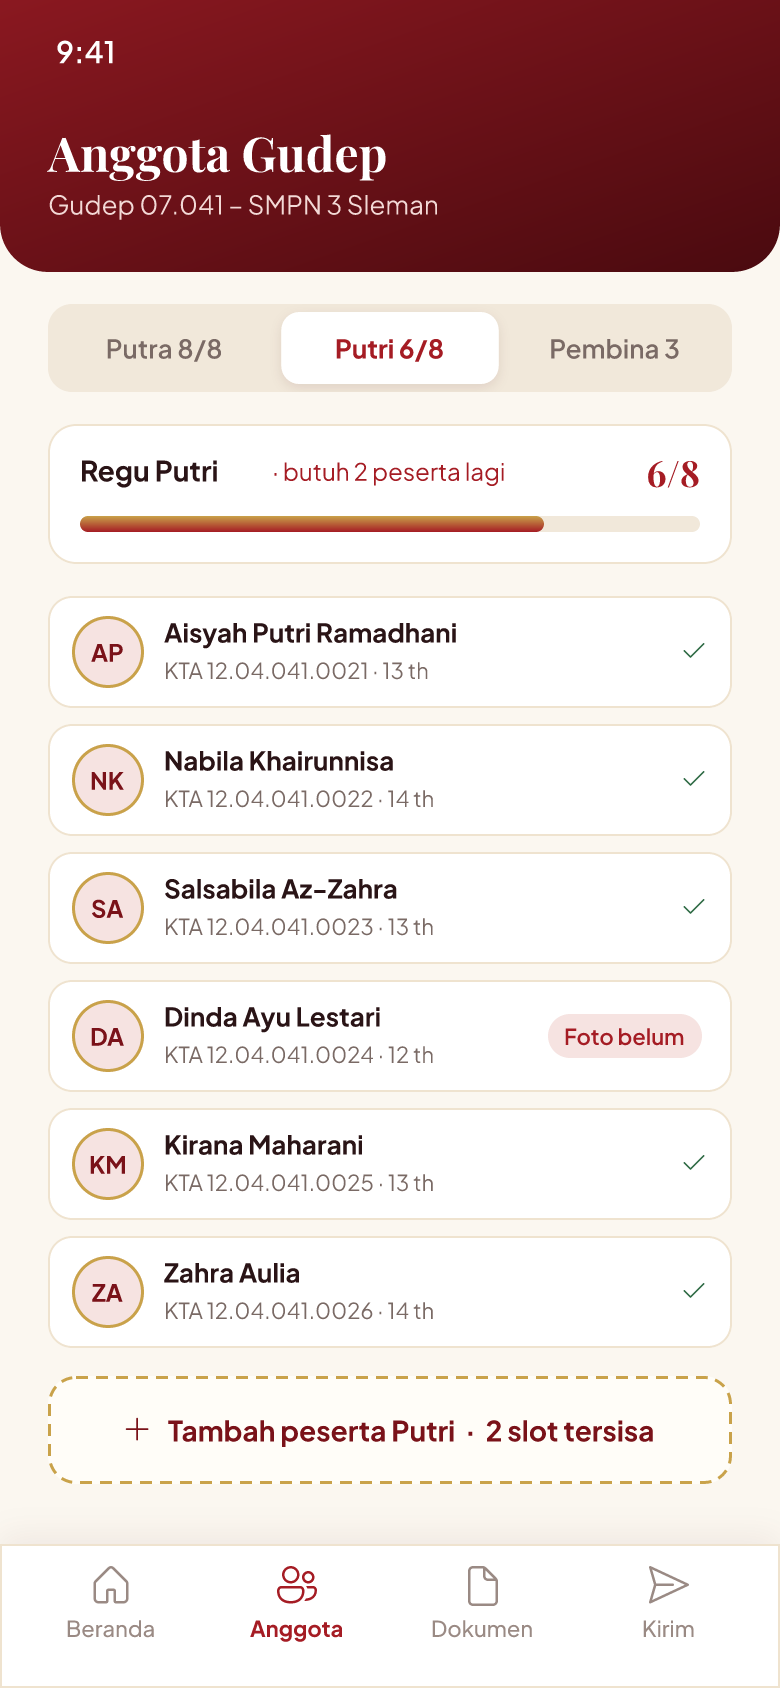 9:41
Anggota Gudep
Gudep 07.041 – SMPN 3 Sleman
Putra 8/8
Putri 6/8
Pembina 3
Regu Putri · butuh 2 peserta lagi 6/8
AP
Aisyah Putri Ramadhani
KTA 12.04.041.0021 · 13 th
NK
Nabila Khairunnisa
KTA 12.04.041.0022 · 14 th
SA
Salsabila Az-Zahra
KTA 12.04.041.0023 · 13 th
DA
Dinda Ayu Lestari
KTA 12.04.041.0024 · 12 th
Foto belum
KM
Kirana Maharani
KTA 12.04.041.0025 · 13 th
ZA
Zahra Aulia
KTA 12.04.041.0026 · 14 th
+ Tambah peserta Putri · 2 slot tersisa
Beranda
Anggota
Dokumen
Kirim